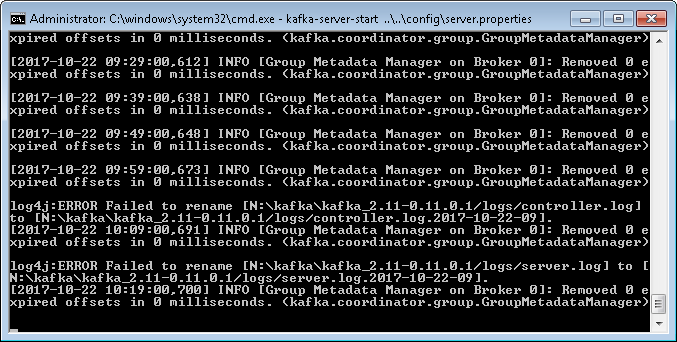 Administrator: C:\windows\system32\cmd.exe - kafka-server-start ..\..\config\server.properties
xpired offsets in 0 milliseconds. (kafka.coordinator.group.GroupMetadataManager)
[2017-10-22 09:29:00,612] INFO [Group Metadata Manager on Broker 0]: Removed 0 e
xpired offsets in 0 milliseconds. (kafka.coordinator.group.GroupMetadataManager)
[2017-10-22 09:39:00,638] INFO [Group Metadata Manager on Broker 0]: Removed 0 e
xpired offsets in 0 milliseconds. (kafka.coordinator.group.GroupMetadataManager)
[2017-10-22 09:49:00,648] INFO [Group Metadata Manager on Broker 0]: Removed 0 e
xpired offsets in 0 milliseconds. (kafka.coordinator.group.GroupMetadataManager)
[2017-10-22 09:59:00,673] INFO [Group Metadata Manager on Broker 0]: Removed 0 e
xpired offsets in 0 milliseconds. (kafka.coordinator.group.GroupMetadataManager)
log4j:ERROR Failed to rename [N:\kafka\kafka_2.11-0.11.0.1/logs/controller.log]
to [N:\kafka\kafka_2.11-0.11.0.1/logs/controller.log.2017-10-22-09].
[2017-10-22 10:09:00,691] INFO [Group Metadata Manager on Broker 0]: Removed 0 e
xpired offsets in 0 milliseconds. (kafka.coordinator.group.GroupMetadataManager)
log4j:ERROR Failed to rename [N:\kafka\kafka_2.11-0.11.0.1/logs/server.log] to [
N:\kafka\kafka_2.11-0.11.0.1/logs/server.log.2017-10-22-09].
[2017-10-22 10:19:00,700] INFO [Group Metadata Manager on Broker 0]: Removed 0 e
xpired offsets in 0 milliseconds. (kafka.coordinator.group.GroupMetadataManager)